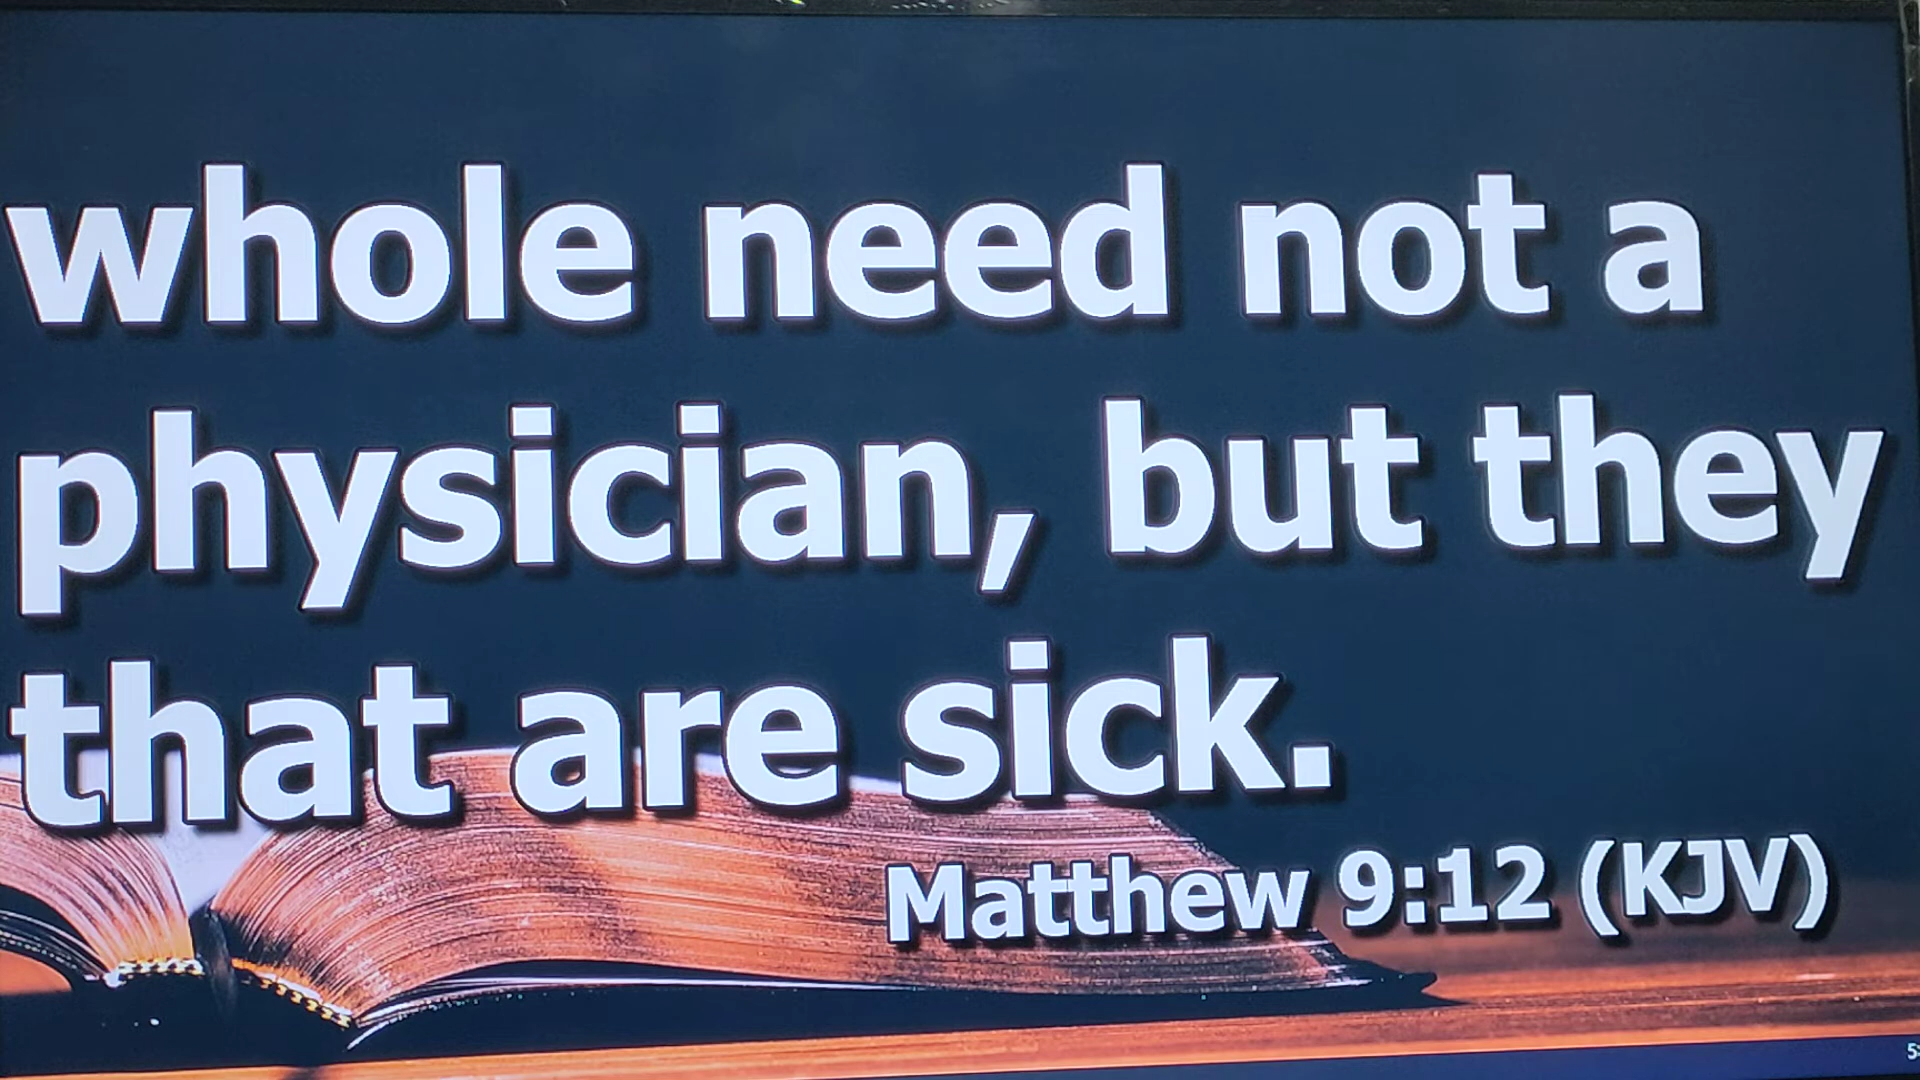 whole need not a
physician, but they
that are sick.
Matthew 9:12 (KJV)